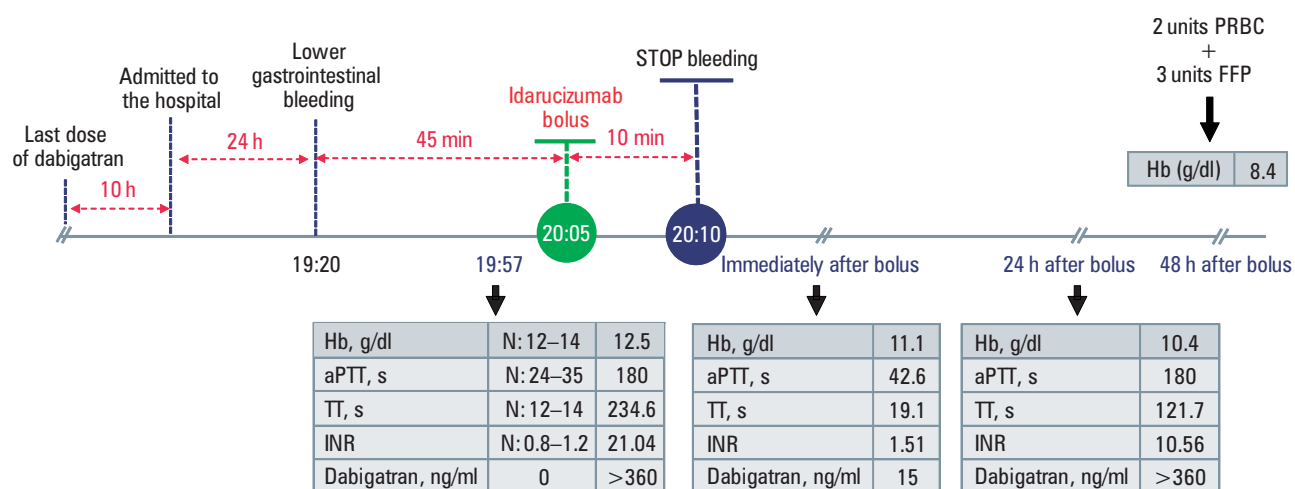 2 units PRBC
+
3 units FFP
Lower
gastrointestinal
bleeding
STOP bleeding
Admitted to
the hospital
Idarucizumab
bolus
Last dose
of dabigatran
24 h
45 min
10 min
10 h
Hb (g/dl) 8.4
20:05
20:10
19:20
19:57
Immediately after bolus
24 h after bolus
48 h after bolus
Hb, g/dl N: 12–14 12.5
aPTT, s N: 24–35 180
TT, s N: 12–14 234.6
INR N: 0.8–1.2 21.04
Dabigatran, ng/ml 0 >360
Hb, g/dl 11.1
aPTT, s 42.6
TT, s 19.1
INR 1.51
Dabigatran, ng/ml 15
Hb, g/dl 10.4
aPTT, s 180
TT, s 121.7
INR 10.56
Dabigatran, ng/ml >360